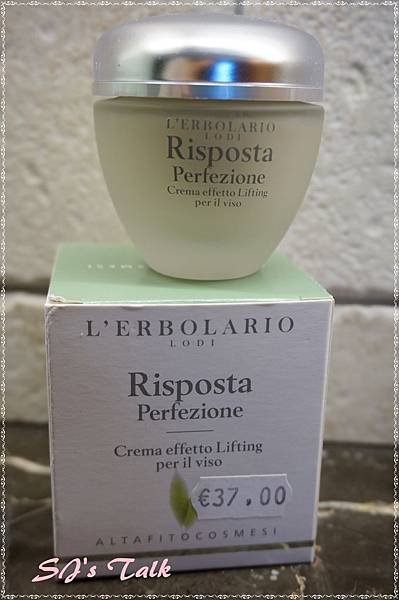 L'ERBOLARIO
LODI
Risposta
Perfezione
Crema effetto Lifting
per il viso
L'ERBOLARIO
LODI
Risposta
Perfezione
Crema effetto Lifting
per il viso
€37,00
ALTAFITOCOSMESI
SJ's Talk